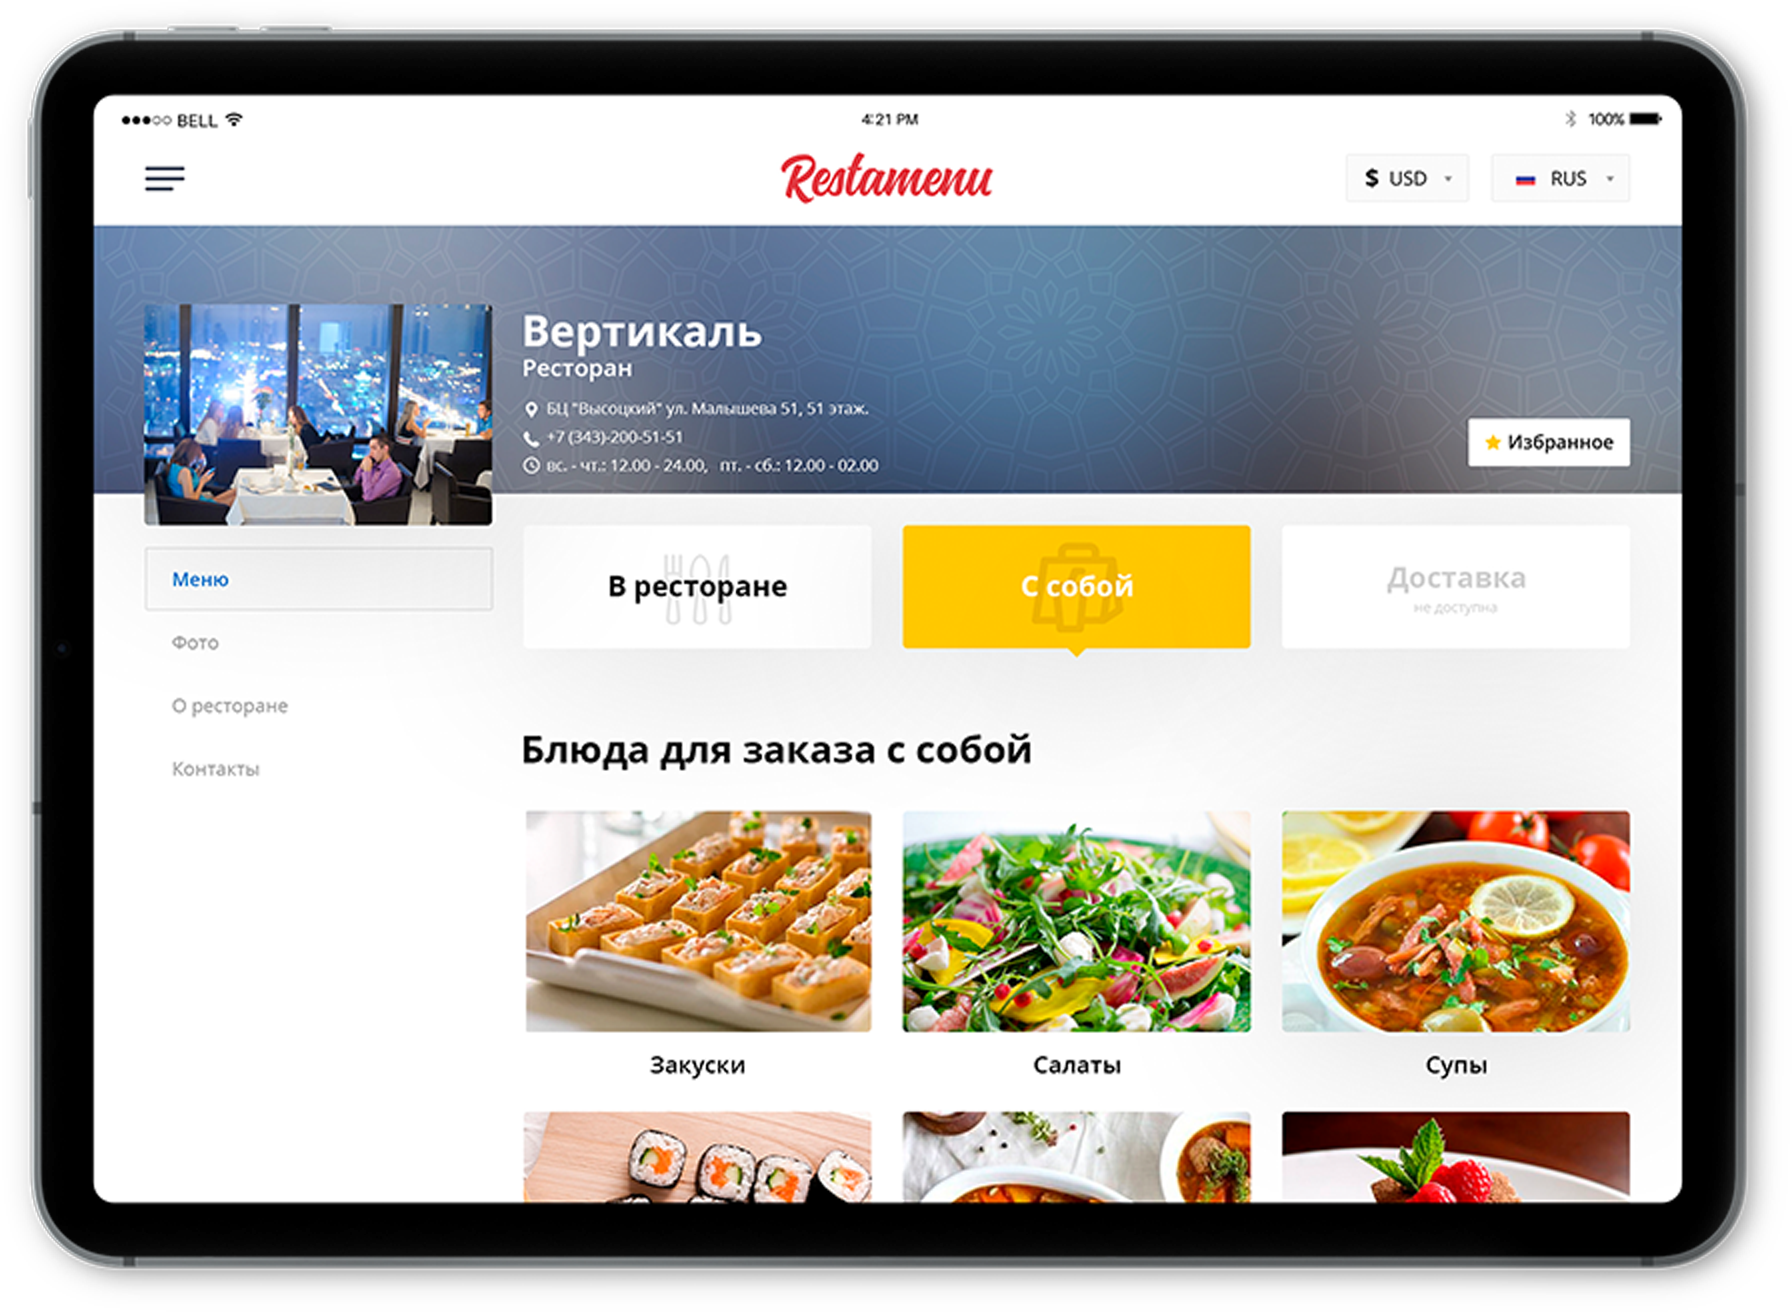 BELL
4:21 PM
100%
Restamenu
$ USD
RUS
Вертикаль
Ресторан
БЦ "Высоцкий" ул. Малышева 51, 51 этаж.
+7 (343)-200-51-51
вс. - чт.: 12.00 - 24.00, пт. - сб.: 12.00 - 02.00
Избранное
Меню
Фото
О ресторане
Контакты
В ресторане
С собой
Доставка
не доступна
Блюда для заказа с собой
Закуски
Салаты
Супы